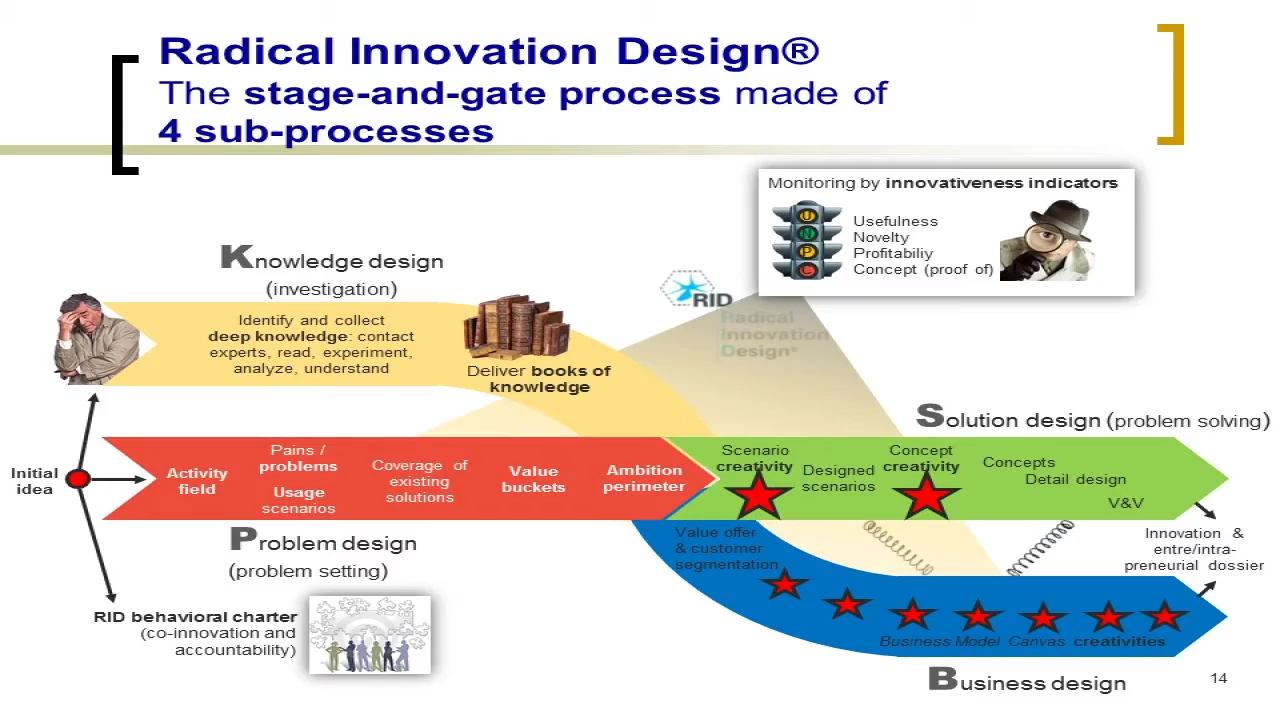 Radical Innovation Design®
The stage-and-gate process made of
4 sub-processes
Monitoring by innovativeness indicators
U
N
P
C
Usefulness
Novelty
Profitabiliy
Concept (proof of)
RID
Radical
Innovation
Design®
Knowledge design
(investigation)
Identify and collect
deep knowledge: contact
experts, read, experiment,
analyze, understand
Deliver books of
knowledge
Solution design (problem solving)
Initial
idea
Activity
field
Pains /
problems
Usage
scenarios
Coverage of
existing
solutions
Value
buckets
Ambition
perimeter
Scenario
creativity
Designed
scenarios
Concept
creativity
Concepts
Detail design
V&V
Problem design
(problem setting)
Value offer
& customer
segmentation
Innovation &
entre/intra-
preneurial dossier
RID behavioral charter
(co-innovation and
accountability)
Business Model Canvas creativities
Business design
14